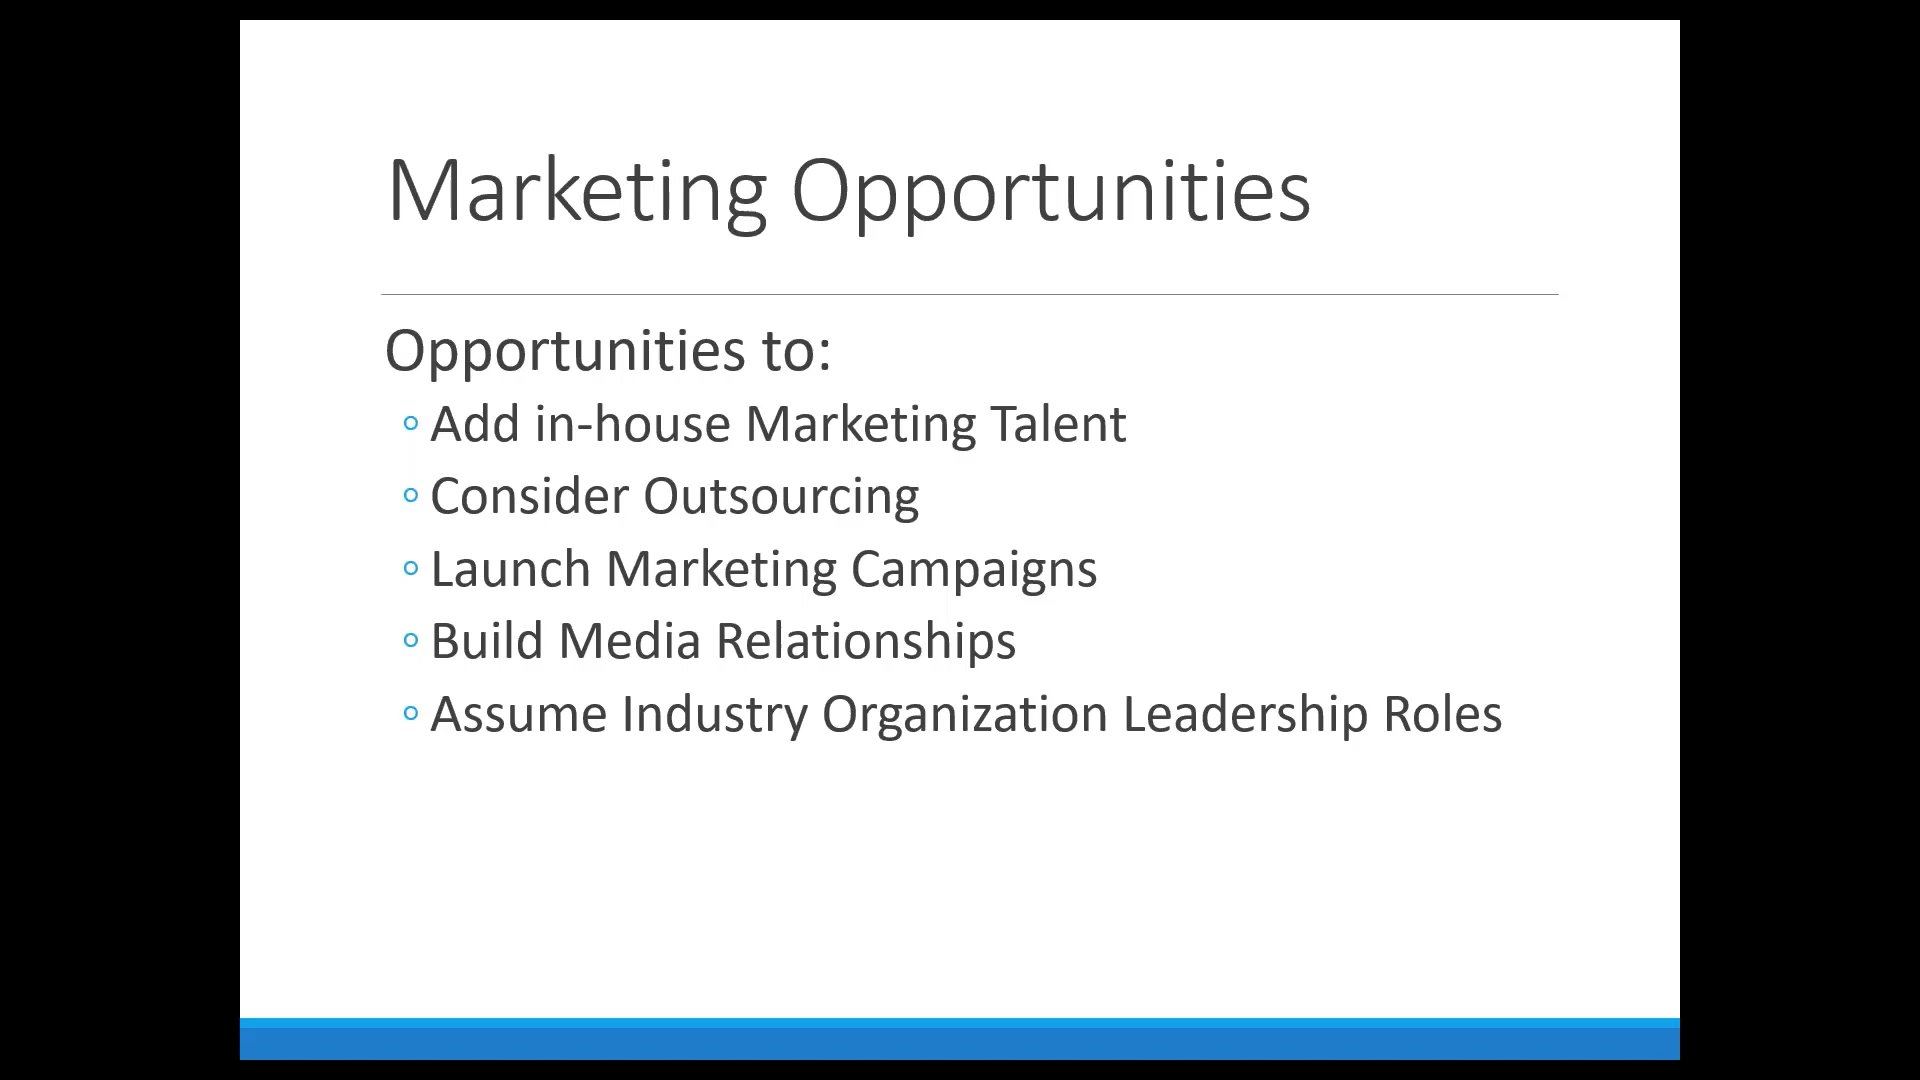 Marketing Opportunities
Opportunities to:
◦ Add in-house Marketing Talent
◦ Consider Outsourcing
◦ Launch Marketing Campaigns
◦ Build Media Relationships
◦ Assume Industry Organization Leadership Roles